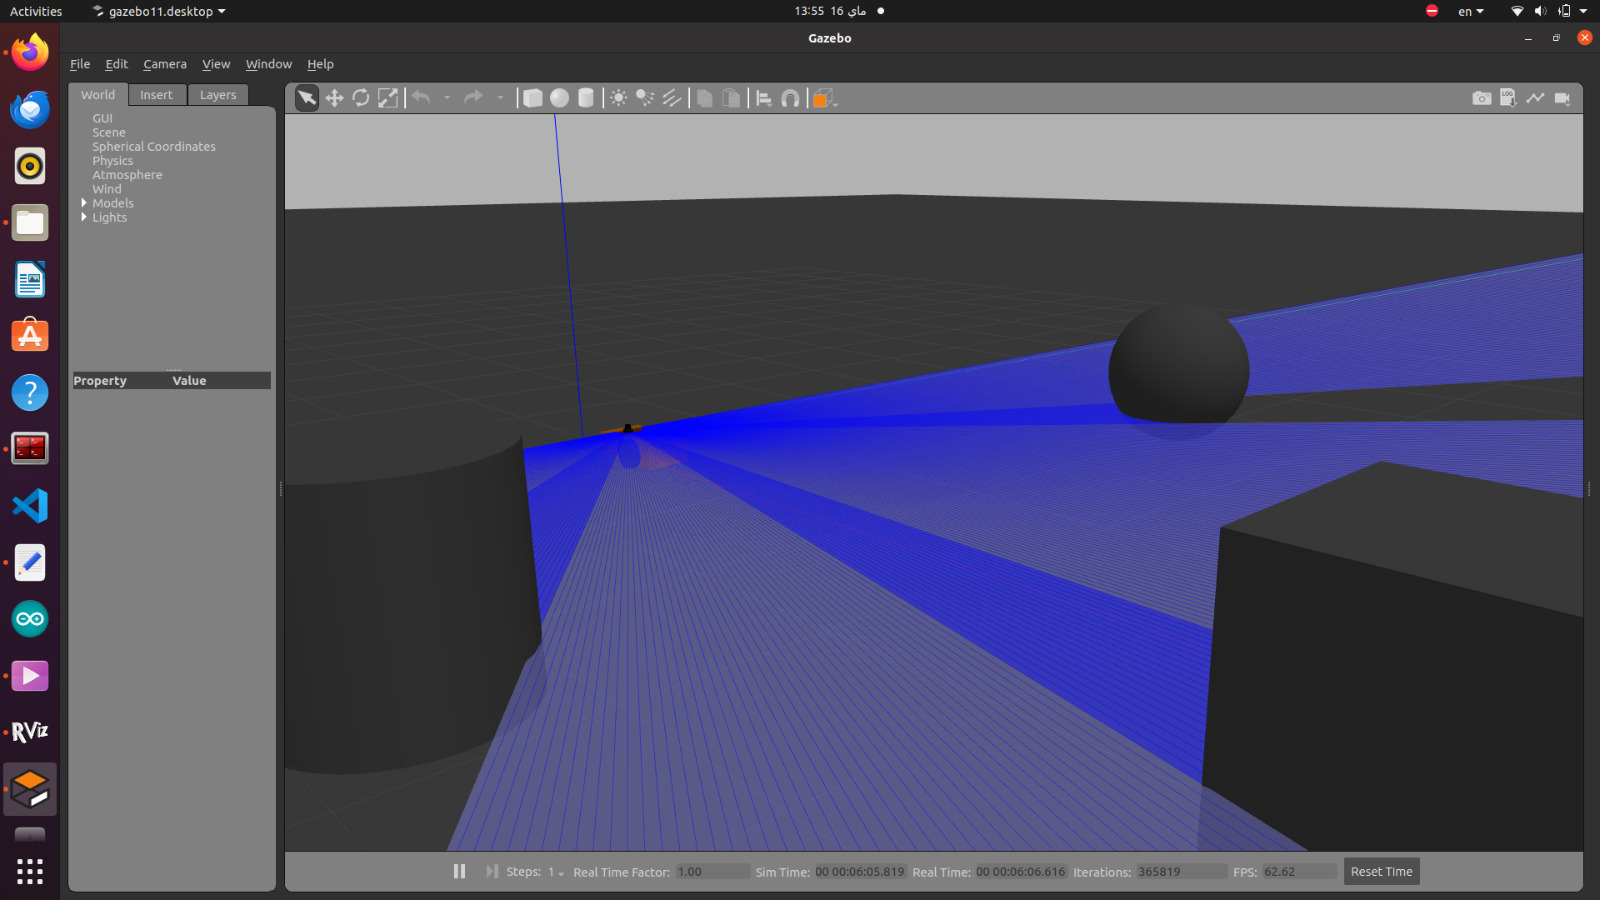 Activities
gazebo11.desktop
13:55 16 ماي
en
Gazebo
File Edit Camera View Window Help
World Insert Layers
GUI
Scene
Spherical Coordinates
Physics
Atmosphere
Wind
Models
Lights
Property Value
LOG
RViz
Steps: 1 Real Time Factor: 1.00 Sim Time: 00 00:06:05.819 Real Time: 00 00:06:06.616 Iterations: 365819 FPS: 62.62 Reset Time